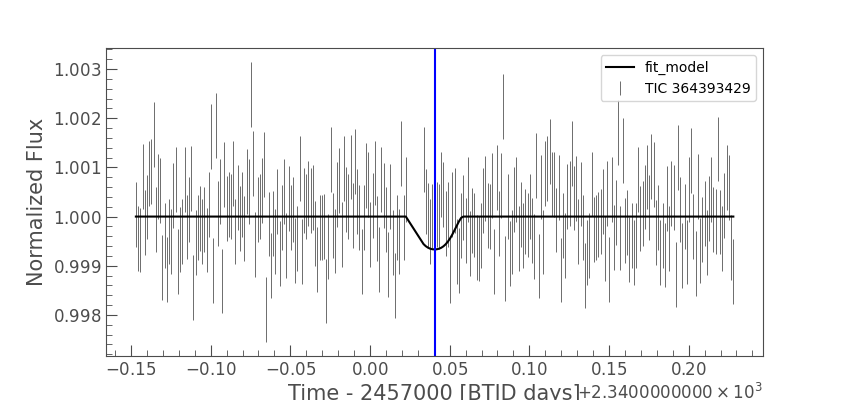 fit_model
TIC 364393429
Normalized Flux
1.003
1.002
1.001
1.000
0.999
0.998
−0.15 −0.10 −0.05 0.00 0.05 0.10 0.15 0.20
Time - 2457000 [BTJD days]
+2.3400000000 × 10³